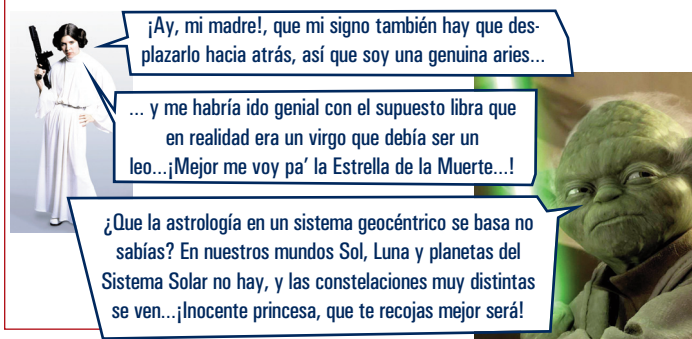 ¡Ay, mi madre!, que mi signo también hay que des-
plazarlo hacia atrás, así que soy una genuina aries...
... y me habría ido genial con el supuesto libra que
en realidad era un virgo que debía ser un
leo...¡Mejor me voy pa’ la Estrella de la Muerte...!
¿Que la astrología en un sistema geocéntrico se basa no
sabías? En nuestros mundos Sol, Luna y planetas del
Sistema Solar no hay, y las constelaciones muy distintas
se ven...¡Inocente princesa, que te recojas mejor será!